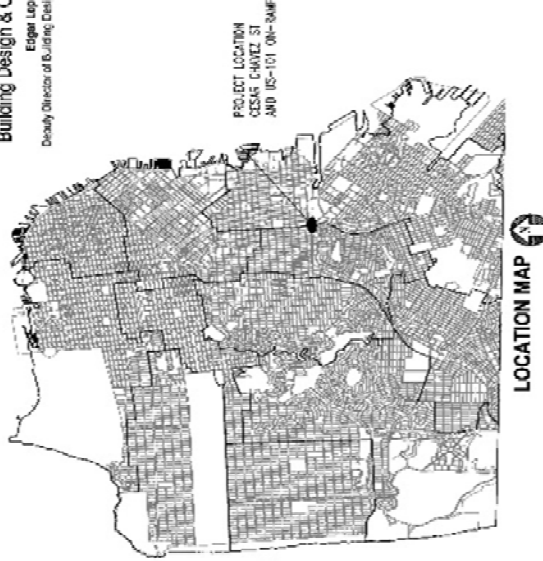 Building Design & C
Edgar Lop
Deputy Director of Building Desi
PROJECT LOCATION
CESAR CHAVEZ ST
AND US-101 ON-RAMP
LOCATION MAP